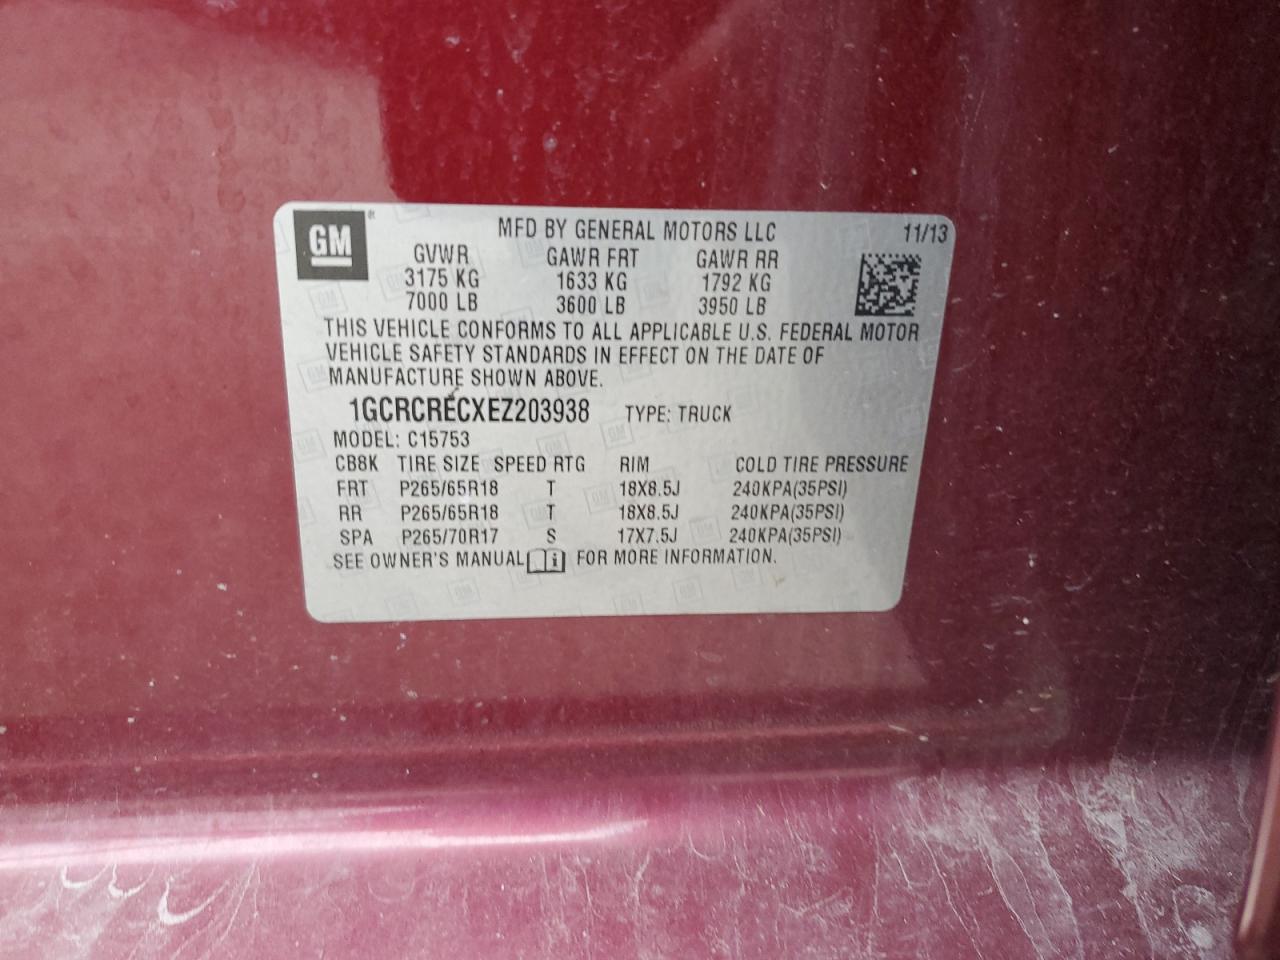 GM
MFD BY GENERAL MOTORS LLC 11/13
GVWR GAWR FRT GAWR RR
3175 KG 1633 KG 1792 KG
7000 LB 3600 LB 3950 LB
THIS VEHICLE CONFORMS TO ALL APPLICABLE U.S. FEDERAL MOTOR
VEHICLE SAFETY STANDARDS IN EFFECT ON THE DATE OF
MANUFACTURE SHOWN ABOVE.
1GCRCRECXEZ203938 TYPE: TRUCK
MODEL: C15753
CB8K TIRE SIZE SPEED RTG RIM COLD TIRE PRESSURE
FRT P265/65R18 T 18X8.5J 240KPA(35PSI)
RR P265/65R18 T 18X8.5J 240KPA(35PSI)
SPA P265/70R17 S 17X7.5J 240KPA(35PSI)
SEE OWNER'S MANUAL FOR MORE INFORMATION.